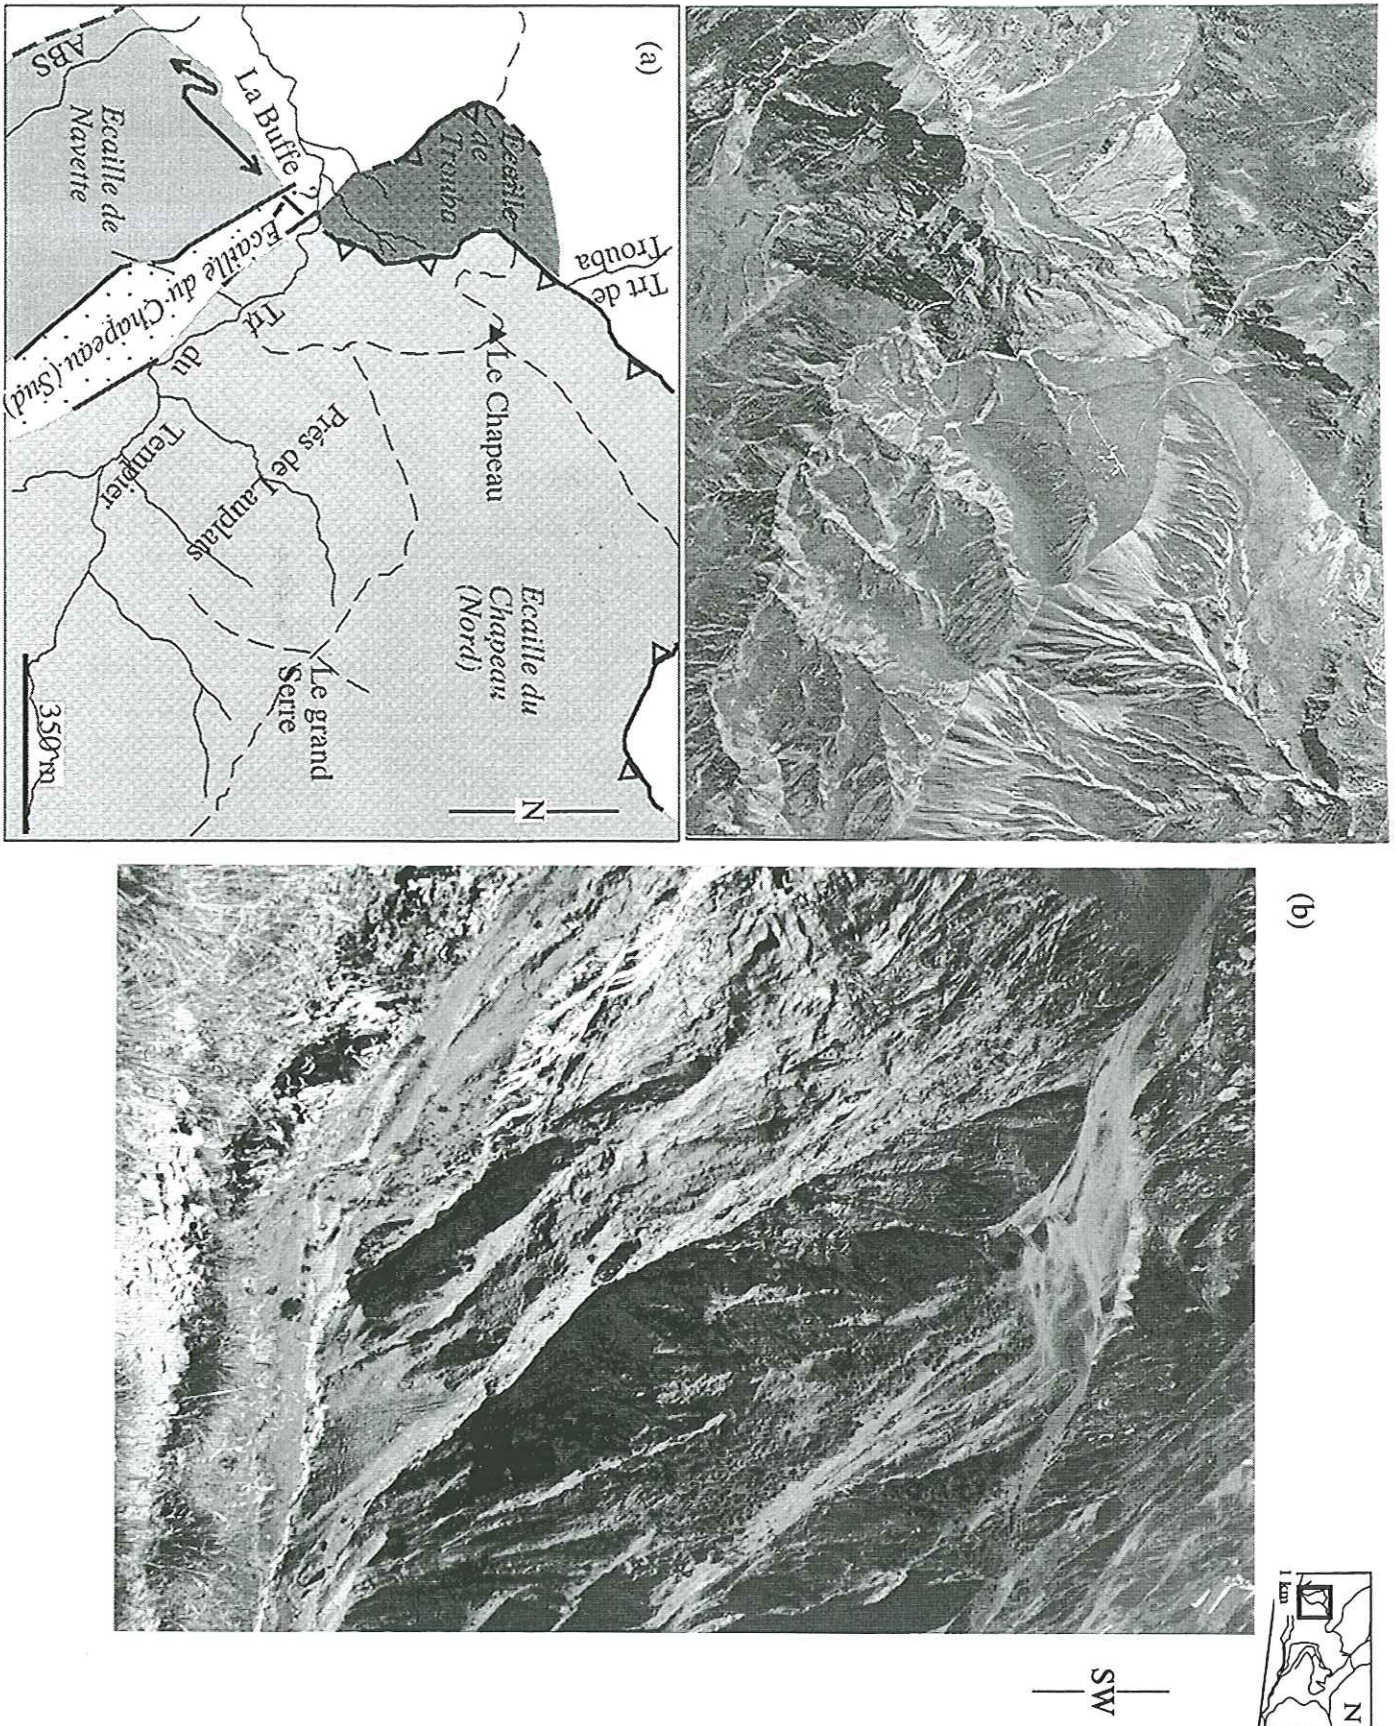 (a)
ABS
La Buffe
Ecaille de
Navette
Ecaille
de
Trouba
Trt de
Trouba
Ecaille du Chapeau (Sud)
Trt
du
Tempier
Le Chapeau
Prés de Lauplats
Ecaille du
Chapeau
(Nord)
Le grand
Serre
350 m
N
(b)
SW
1 km
N